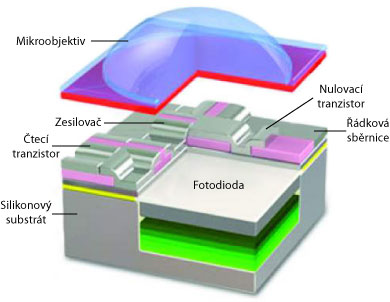 Mikroobjektiv
Zesilovač
Nulovací
tranzistor
Čtecí
tranzistor
Řádková
sběrnice
Fotodioda
Silikonový
substrát